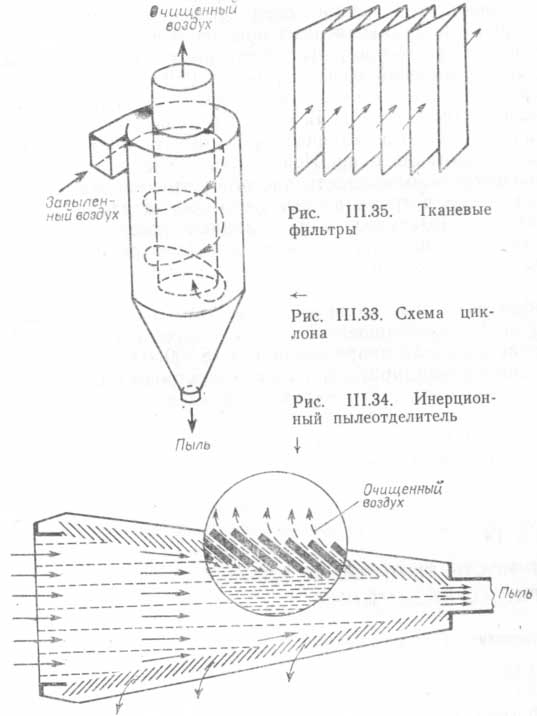 Очищенный
воздух
Запылен-
ный воздух
Пыль
Рис. III.35. Тканевые
фильтры
←
Рис. III.33. Схема цик-
лона
Рис. III.34. Инерцион-
ный пылеотделитель
↓
Очищенный
воздух
Пыль